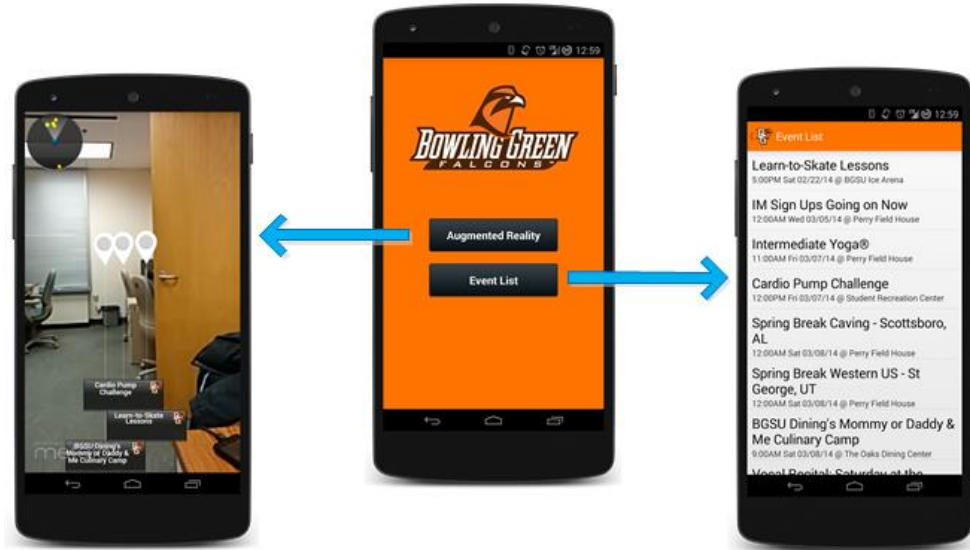 12:59
BOWLING GREEN
FALCONS
Augmented Reality
Event List
Cardio Pump
Challenge
Learn-to-Skate
Lessons
BGSU Dining's
Mommy or Daddy &
Me Culinary Camp
12:59
Event List
Learn-to-Skate Lessons
5:00PM Sat 02/22/14 @ BGSU Ice Arena
IM Sign Ups Going on Now
12:00AM Wed 03/05/14 @ Perry Field House
Intermediate Yoga®
11:00AM Fri 03/07/14 @ Perry Field House
Cardio Pump Challenge
12:00PM Fri 03/07/14 @ Student Recreation Center
Spring Break Caving - Scottsboro,
AL
12:00AM Sat 03/08/14 @ Perry Field House
Spring Break Western US - St
George, UT
12:00AM Sat 03/08/14 @ Perry Field House
BGSU Dining's Mommy or Daddy &
Me Culinary Camp
9:00AM Sat 03/08/14 @ The Oaks Dining Center
Vocal Recital: Saturday at the